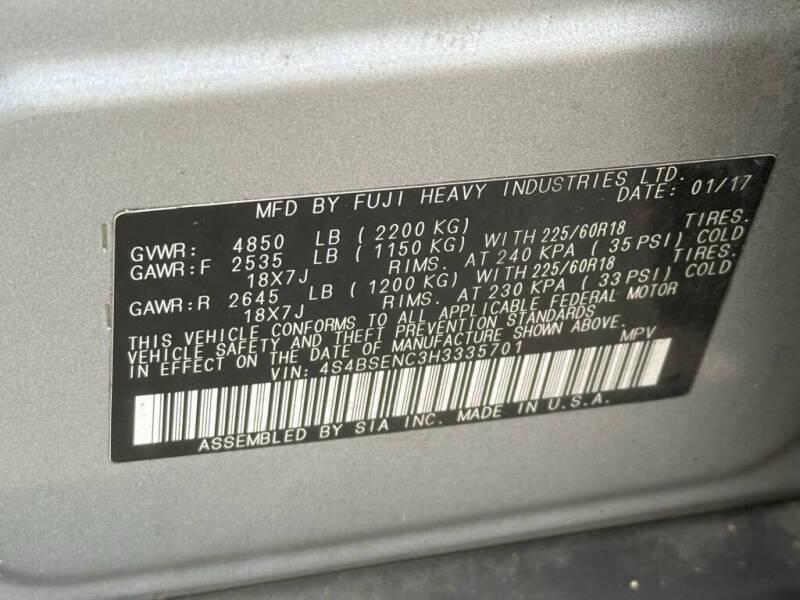 MFD BY FUJI HEAVY INDUSTRIES LTD.
DATE: 01/17
GVWR: 4850 LB ( 2200 KG)
GAWR:F 2535 LB ( 1150 KG) WITH 225/60R18 TIRES.
18X7J RIMS. AT 240 KPA ( 35 PSI) COLD
GAWR:R 2645 LB ( 1200 KG) WITH 225/60R18 TIRES.
18X7J RIMS. AT 230 KPA ( 33 PSI) COLD
THIS VEHICLE CONFORMS TO ALL APPLICABLE FEDERAL MOTOR
VEHICLE SAFETY AND THEFT PREVENTION STANDARDS
IN EFFECT ON THE DATE OF MANUFACTURE SHOWN ABOVE.
VIN: 4S4BSENC3H3335701 MPV
ASSEMBLED BY SIA INC. MADE IN U.S.A.